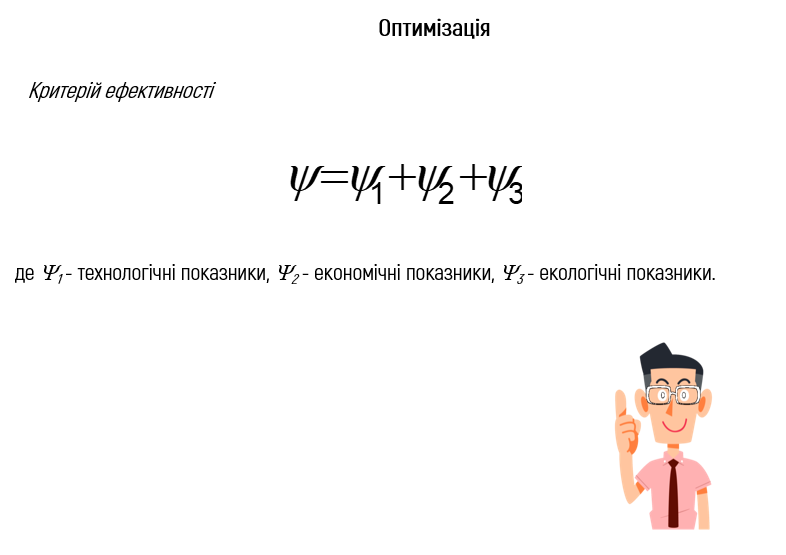 Оптимізація
Критерій ефективності
ψ=ψ₁+ψ₂+ψ₃
де Ψ₁ - технологічні показники, Ψ₂ - економічні показники, Ψ₃ - екологічні показники.